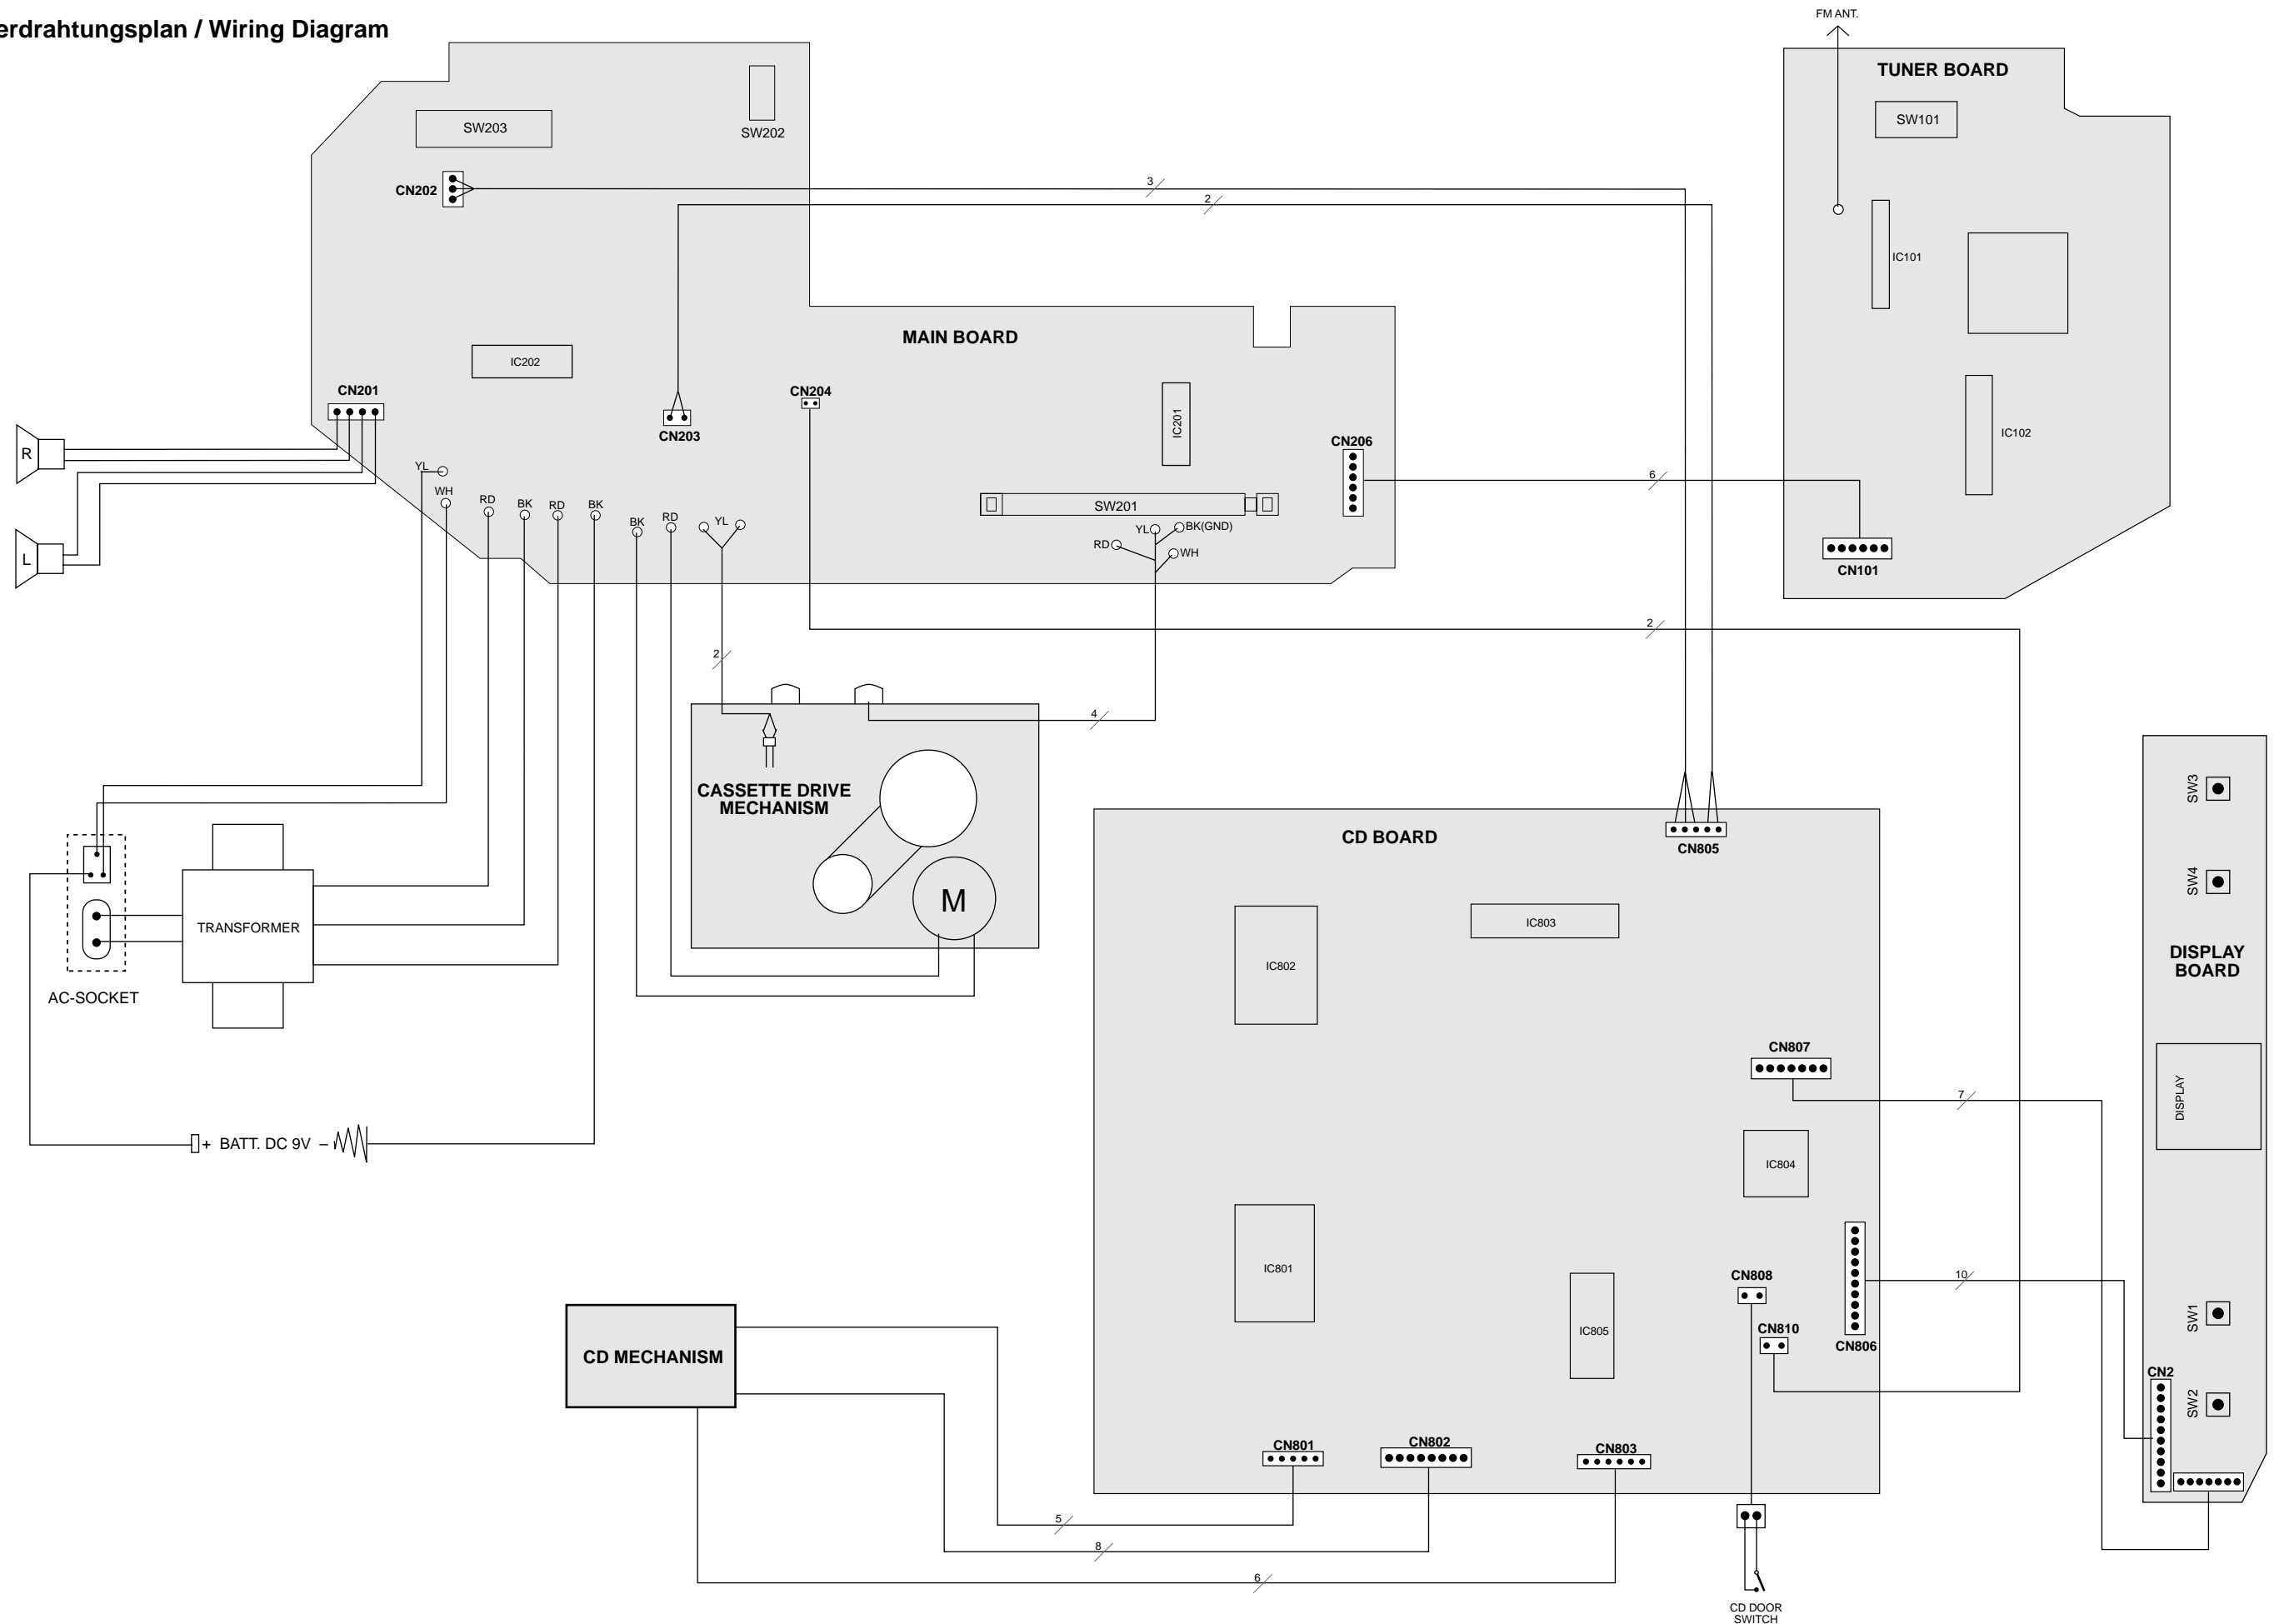 erdrahtungsplan / Wiring Diagram
FM ANT.
TUNER BOARD
SW203
SW202
SW101
CN202
3
2
IC101
MAIN BOARD
IC202
CN201
CN204
CN203
IC201
IC102
CN206
R
YL
WH
RD
BK
RD
BK
BK
RD
YL
SW201
YL
BK(GND)
RD
WH
6
L
CN101
2
2
4
CASSETTE DRIVE
MECHANISM
M
CD BOARD
CN805
SW3
SW4
TRANSFORMER
AC-SOCKET
IC802
IC803
DISPLAY
BOARD
CN807
7
DISPLAY
+ BATT. DC 9V –
IC804
IC801
CN808
10
SW1
IC805
CN810
CN806
CD MECHANISM
CN2
SW2
CN801
CN802
CN803
5
8
6
CD DOOR
SWITCH